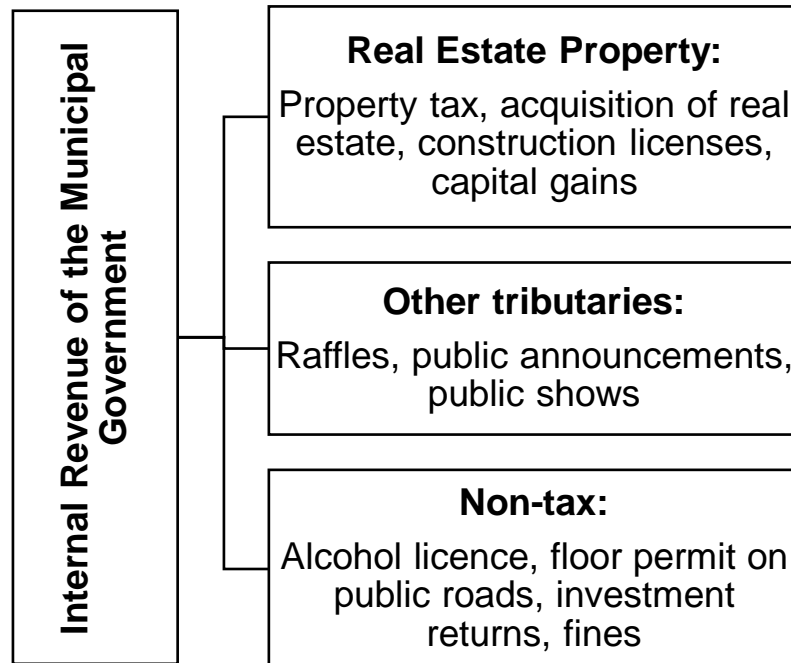 Internal Revenue of the Municipal
Government
Real Estate Property:
Property tax, acquisition of real
estate, construction licenses,
capital gains
Other tributaries:
Raffles, public announcements,
public shows
Non-tax:
Alcohol licence, floor permit on
public roads, investment
returns, fines